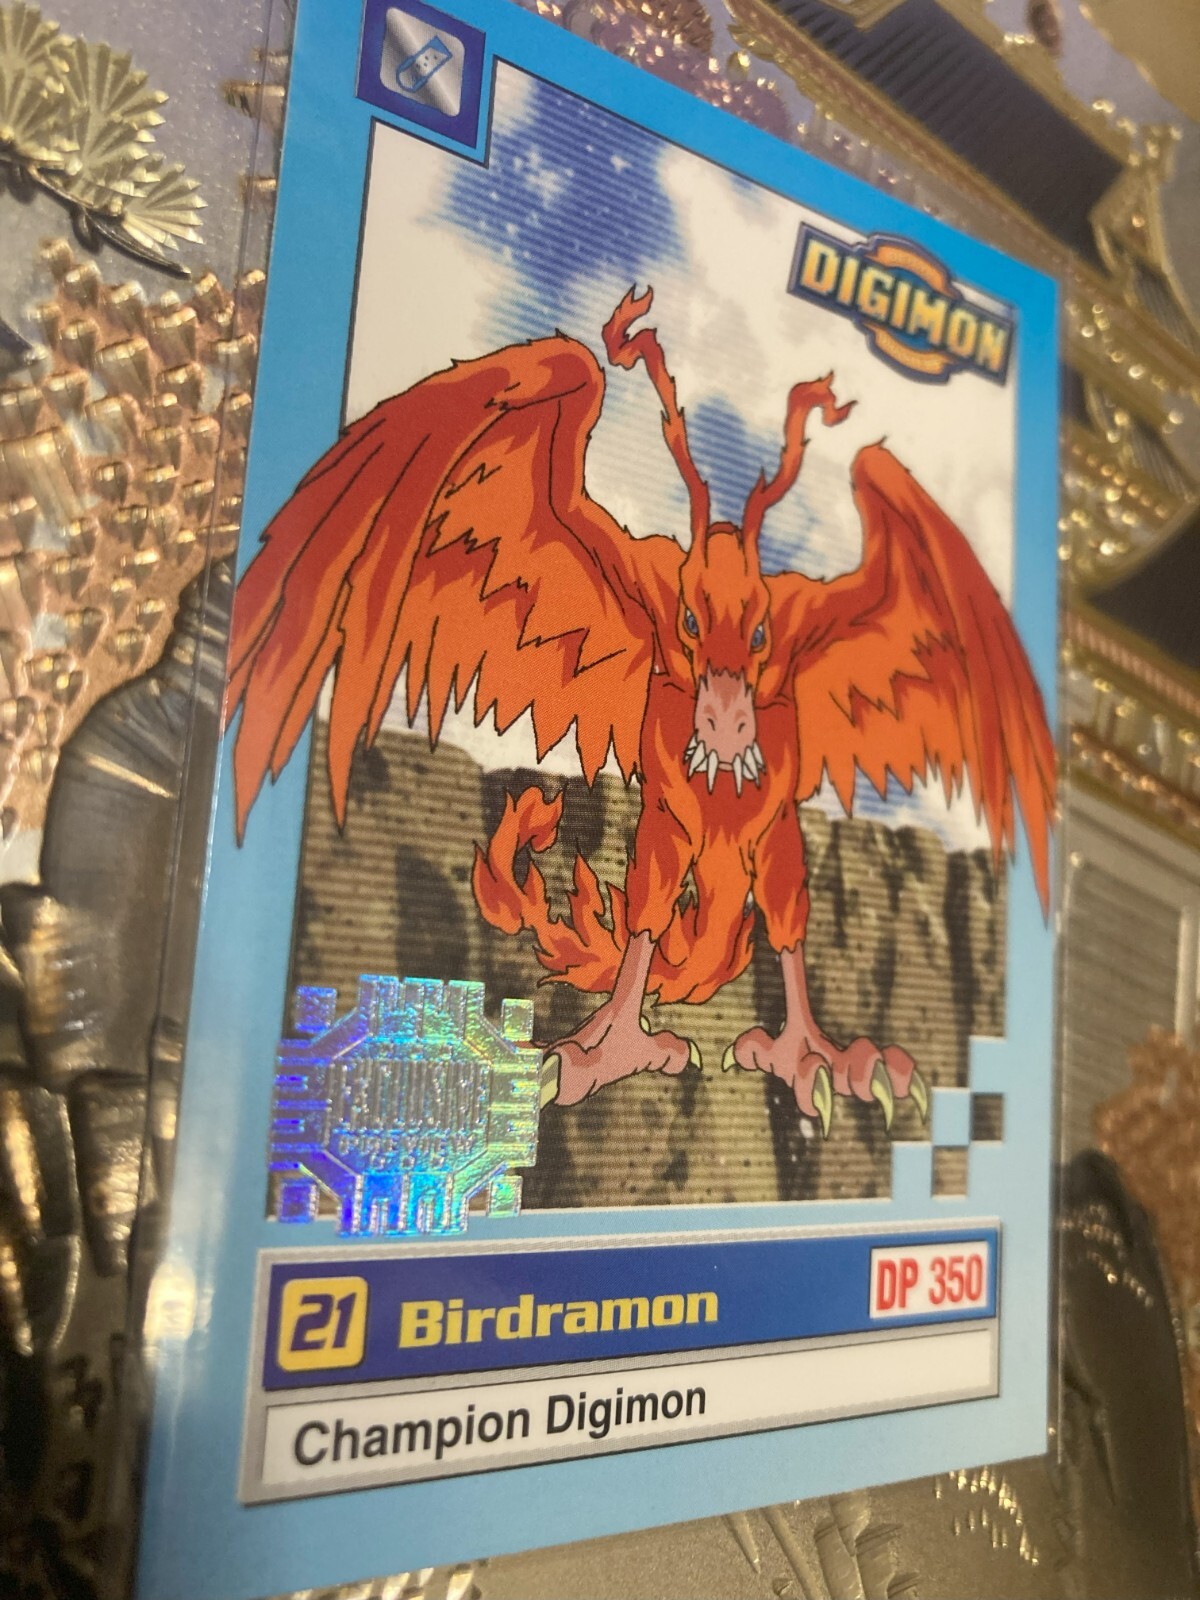 DIGIMON
21 Birdramon DP 350
Champion Digimon